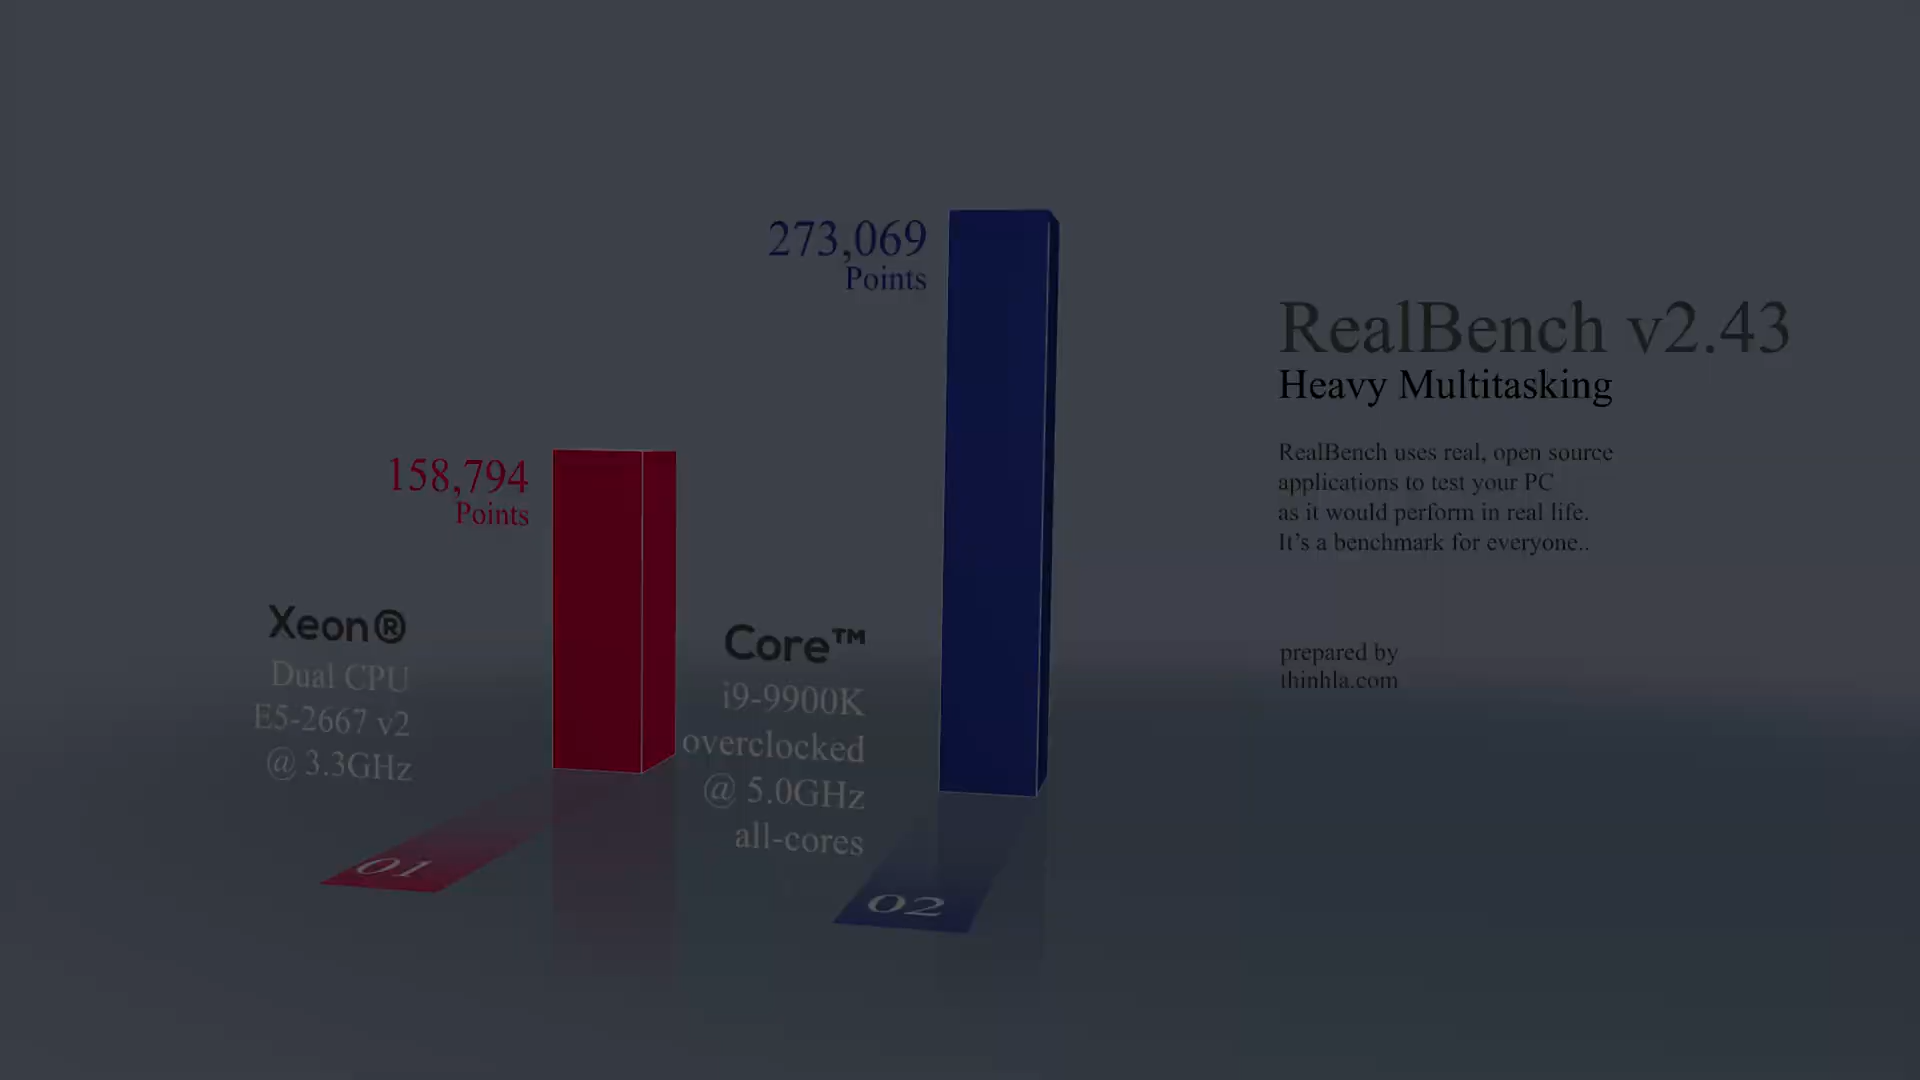 273,069
Points
RealBench v2.43
Heavy Multitasking
RealBench uses real, open source
applications to test your PC
as it would perform in real life.
It’s a benchmark for everyone..
158,794
Points
Xeon®
Dual CPU
E5-2667 v2
@ 3.3GHz
Core™
i9-9900K
overclocked
@ 5.0GHz
all-cores
prepared by
thinhla.com
01
02